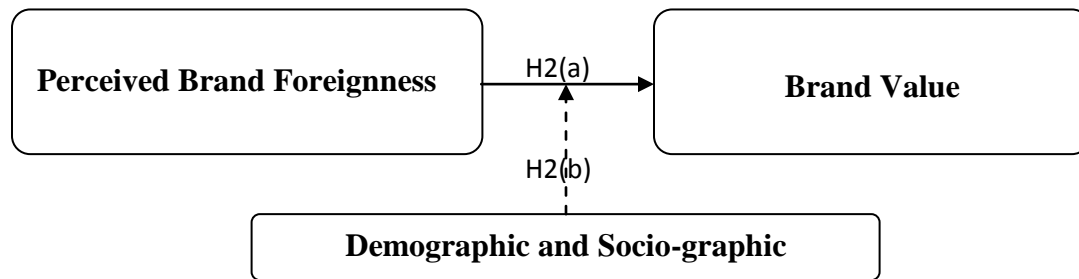 Perceived Brand Foreignness
H2(a)
Brand Value
H2(b)
Demographic and Socio-graphic